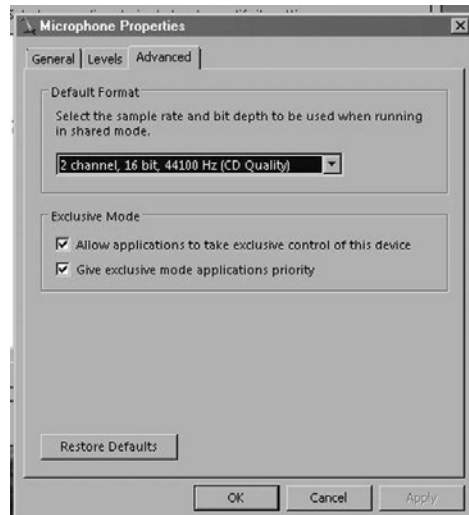 Microphone Properties
General
Levels
Advanced
Default Format
Select the sample rate and bit depth to be used when running
in shared mode.
2 channel, 16 bit, 44100 Hz (CD Quality)
Exclusive Mode
Allow applications to take exclusive control of this device
Give exclusive mode applications priority
Restore Defaults
OK
Cancel
Apply